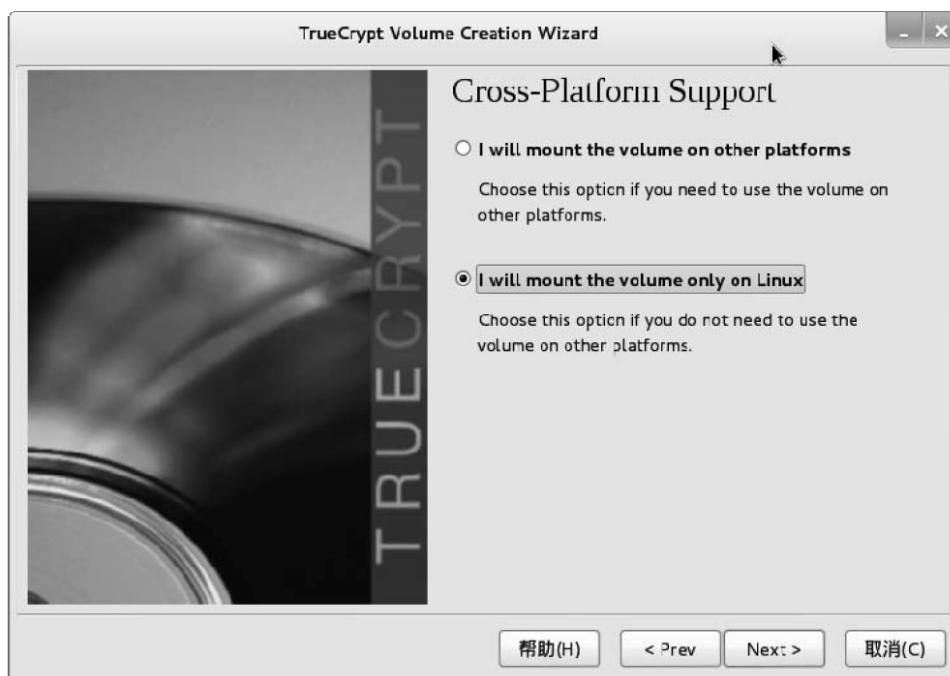 TrueCrypt Volume Creation Wizard
TRUECRYPT
Cross-Platform Support
I will mount the volume on other platforms
Choose this option if you need to use the volume on
other platforms.
I will mount the volume only on Linux
Choose this option if you do not need to use the
volume on other platforms.
帮助(H)
< Prev
Next >
取消(C)